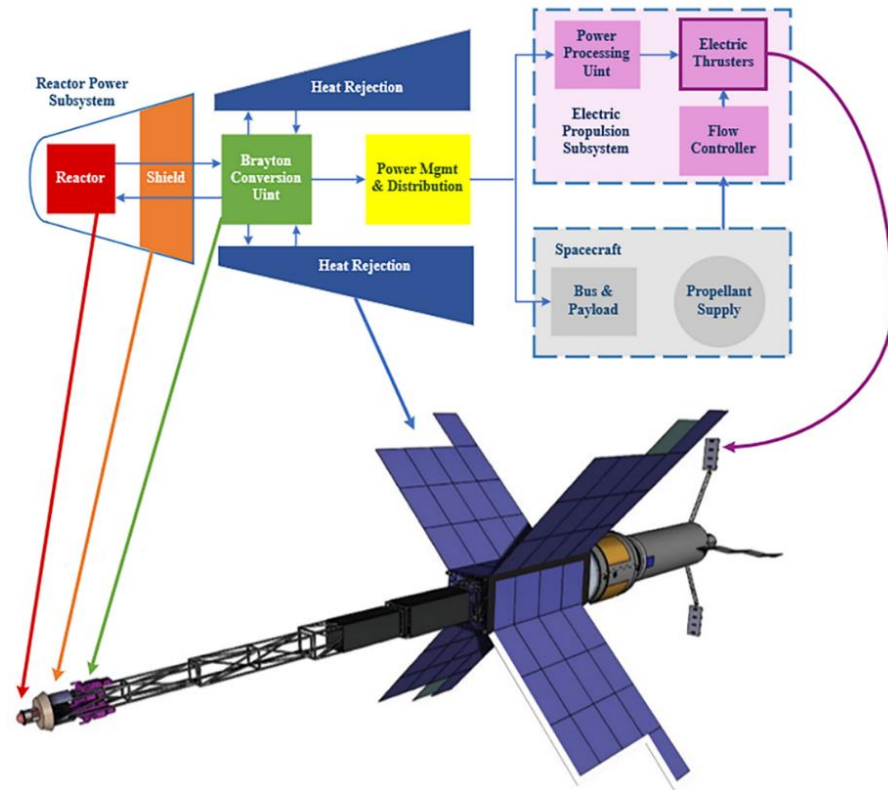 Power
Processing
Uint
Electric
Thrusters
Heat Rejection
Reactor Power
Subsystem
Electric
Propulsion
Subsystem
Flow
Controller
Reactor
Shield
Brayton
Conversion
Uint
Power Mgmt
& Distribution
Heat Rejection
Spacecraft
Bus &
Payload
Propellant
Supply